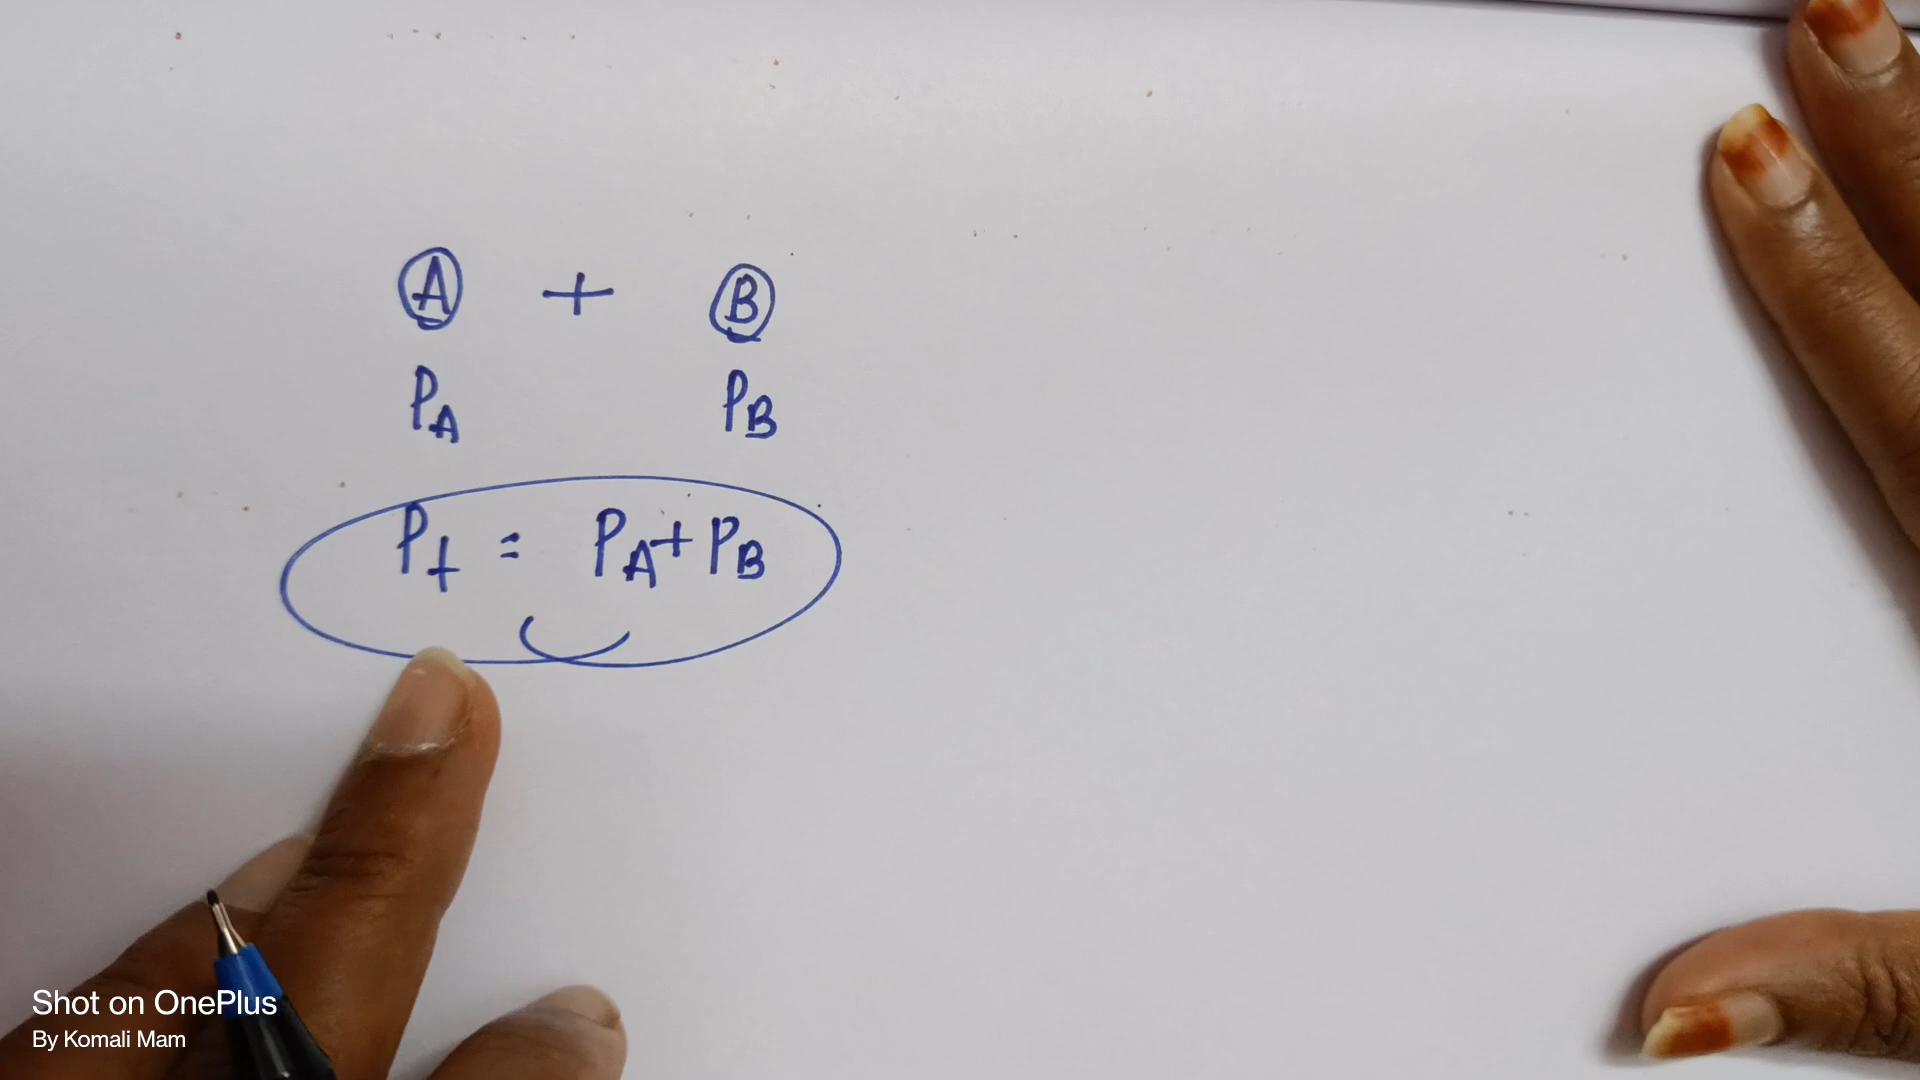 A + B
PA PB
Pt = PA + PB
Shot on OnePlus
By Komali Mam